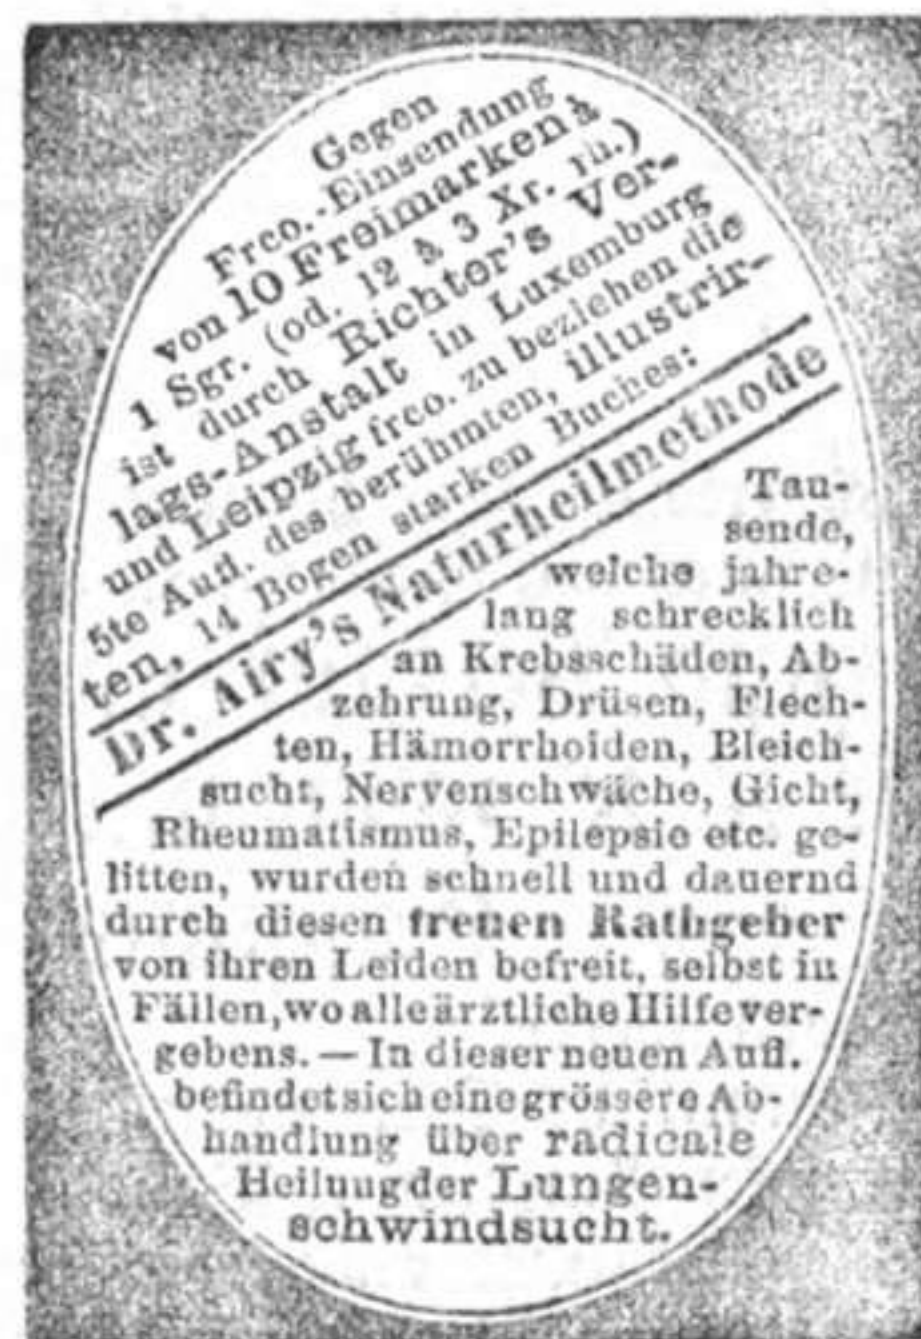 Gegen
Frco.-Einsendung
von 10 Freimarken à
1 Sgr. (od. 12 à 3 Xr. rh.)
ist durch Richter's Ver-
lags-Anstalt in Luxemburg
und Leipzig frco. zu beziehen die
5te Aufl. des berühmten, illustrir-
ten, 14 Bogen starken Buches:
Dr. Airy's Naturheilmethode
Tau-
sende,
welche jahre-
lang schrecklich
an Krebsschäden, Ab-
zehrung, Drüsen, Flech-
ten, Hämorrhoiden, Bleich-
sucht, Nervenschwäche, Gicht,
Rheumatismus, Epilepsie etc. ge-
litten, wurden schnell und dauernd
durch diesen treuen Rathgeber
von ihren Leiden befreit, selbst in
Fällen, wo alle ärztliche Hilfe ver-
gebens. — In dieser neuen Aufl.
befindet sich eine grössere Ab-
handlung über radicale
Heilung der Lungen-
schwindsucht.